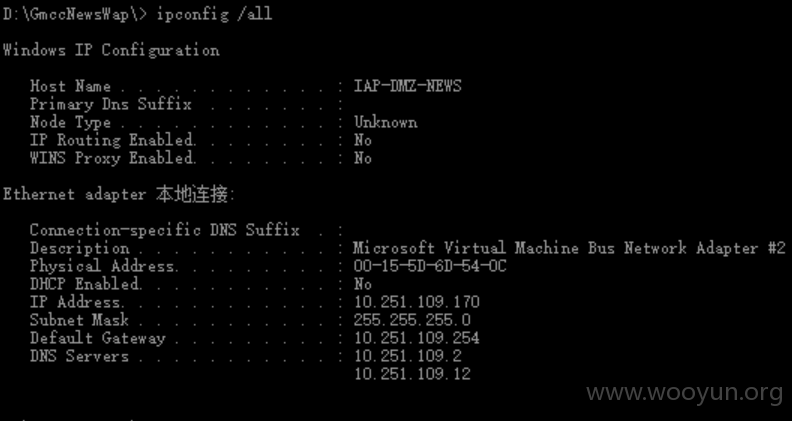 D:\GmccNewsWap\> ipconfig /all
Windows IP Configuration
Host Name . . . . . . . . . . . . : IAP-DMZ-NEWS
Primary Dns Suffix . . . . . . . :
Node Type . . . . . . . . . . . . : Unknown
IP Routing Enabled. . . . . . . . : No
WINS Proxy Enabled. . . . . . . . : No
Ethernet adapter 本地连接:
Connection-specific DNS Suffix . :
Description . . . . . . . . . . . : Microsoft Virtual Machine Bus Network Adapter #2
Physical Address. . . . . . . . . : 00-15-5D-6D-54-0C
DHCP Enabled. . . . . . . . . . . : No
IP Address. . . . . . . . . . . . : 10.251.109.170
Subnet Mask . . . . . . . . . . . : 255.255.255.0
Default Gateway . . . . . . . . . : 10.251.109.254
DNS Servers . . . . . . . . . . . : 10.251.109.2
10.251.109.12
www.wooyun.org